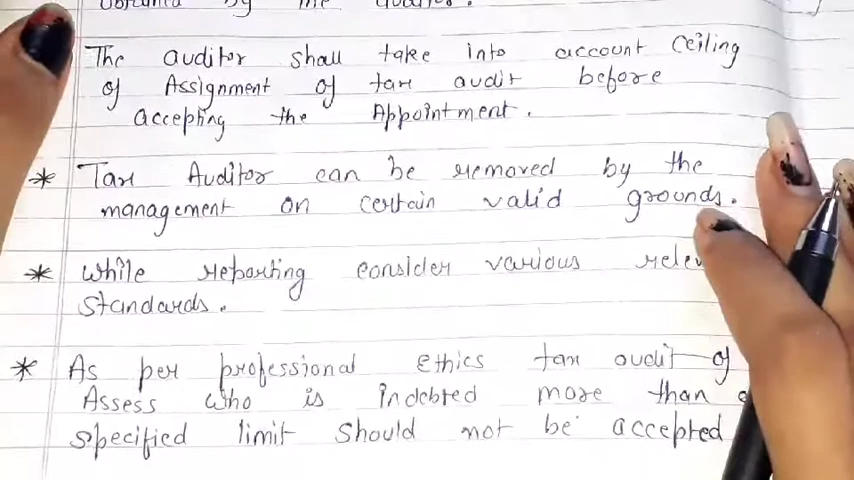 by the
The auditor shall take into account ceiling
of Assignment of tax audit before
accepting the Appointment.
* Tax Auditor can be removed by the
management on certain valid grounds.
* While reporting consider various
standards.
* As per professional ethics tax audit of
Assess who is indebted more than
specified limit should not be accepted